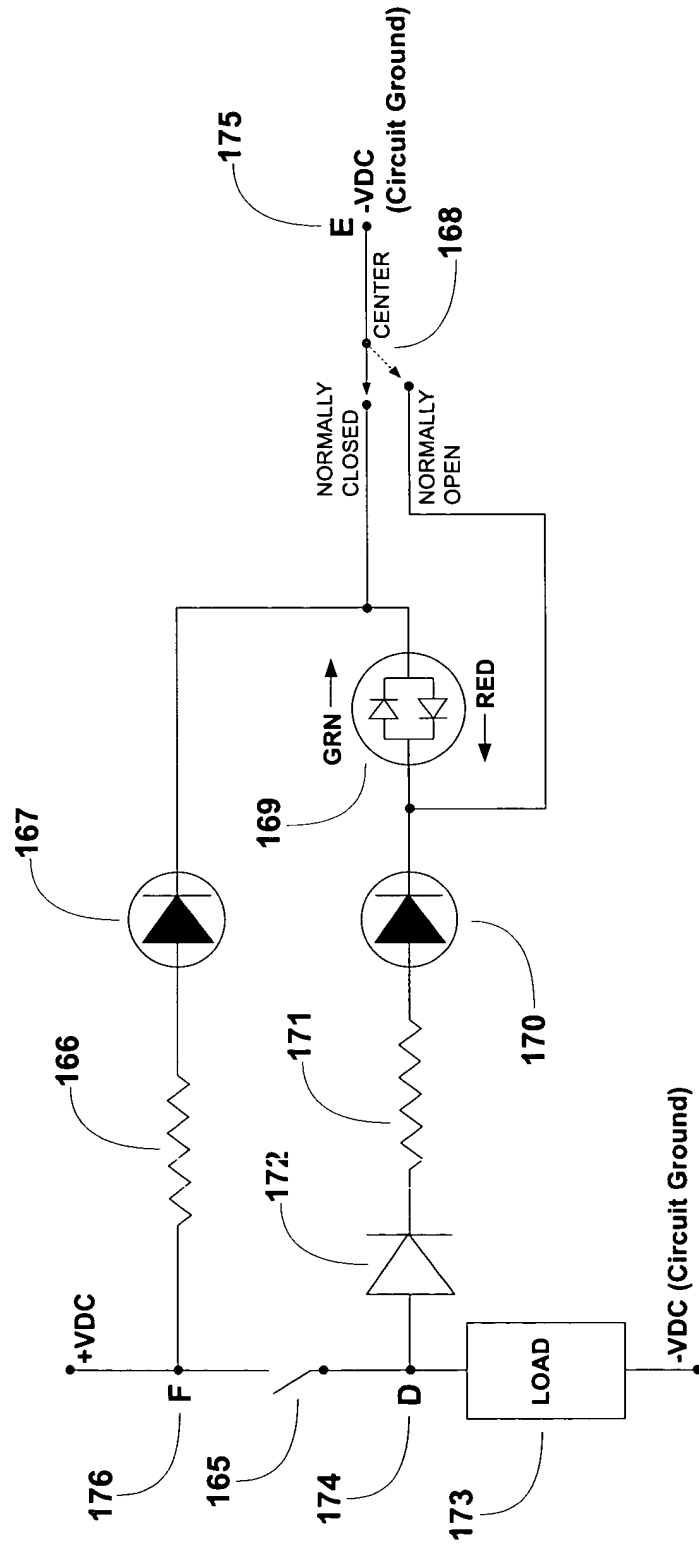 175
E
-VDC
(Circuit Ground)
CENTER
168
NORMALLY
CLOSED
NORMALLY
OPEN
167
GRN
RED
169
166
171
170
172
+VDC
F
D
LOAD
-VDC (Circuit Ground)
176
165
174
173